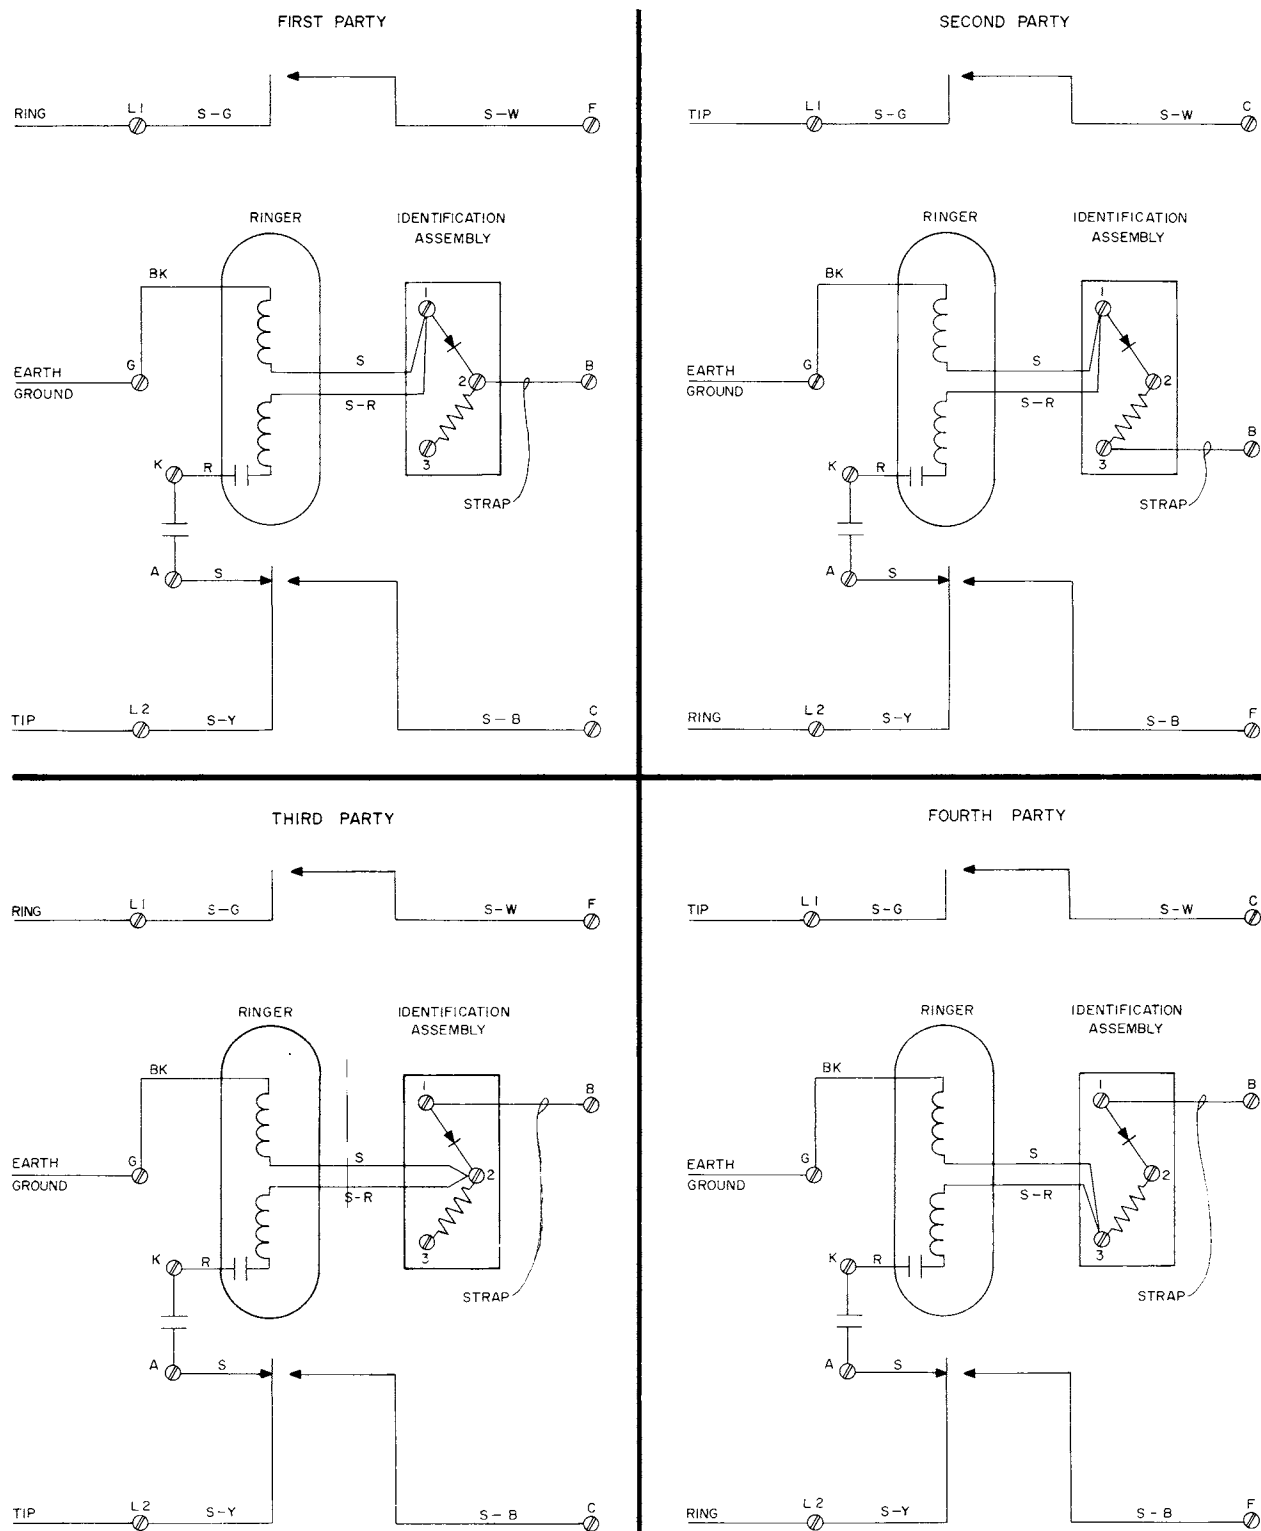 FIRST PARTY
RING
L1
S-G
S-W
F
RINGER
IDENTIFICATION
ASSEMBLY
BK
1
S
G
2
B
EARTH
GROUND
S-R
3
K
R
STRAP
A
S
TIP
L2
S-Y
S-B
C
SECOND PARTY
TIP
L1
S-G
S-W
C
RINGER
IDENTIFICATION
ASSEMBLY
BK
1
S
G
2
EARTH
GROUND
S-R
B
3
K
R
STRAP
A
S
RING
L2
S-Y
S-B
F
THIRD PARTY
RING
L1
S-G
S-W
F
RINGER
IDENTIFICATION
ASSEMBLY
BK
1
B
S
G
2
EARTH
GROUND
S-R
3
K
R
STRAP
A
S
TIP
L2
S-Y
S-B
C
FOURTH PARTY
TIP
L1
S-G
S-W
C
RINGER
IDENTIFICATION
ASSEMBLY
BK
1
B
S
G
2
EARTH
GROUND
S-R
3
K
R
STRAP
A
S
RING
L2
S-Y
S-B
F